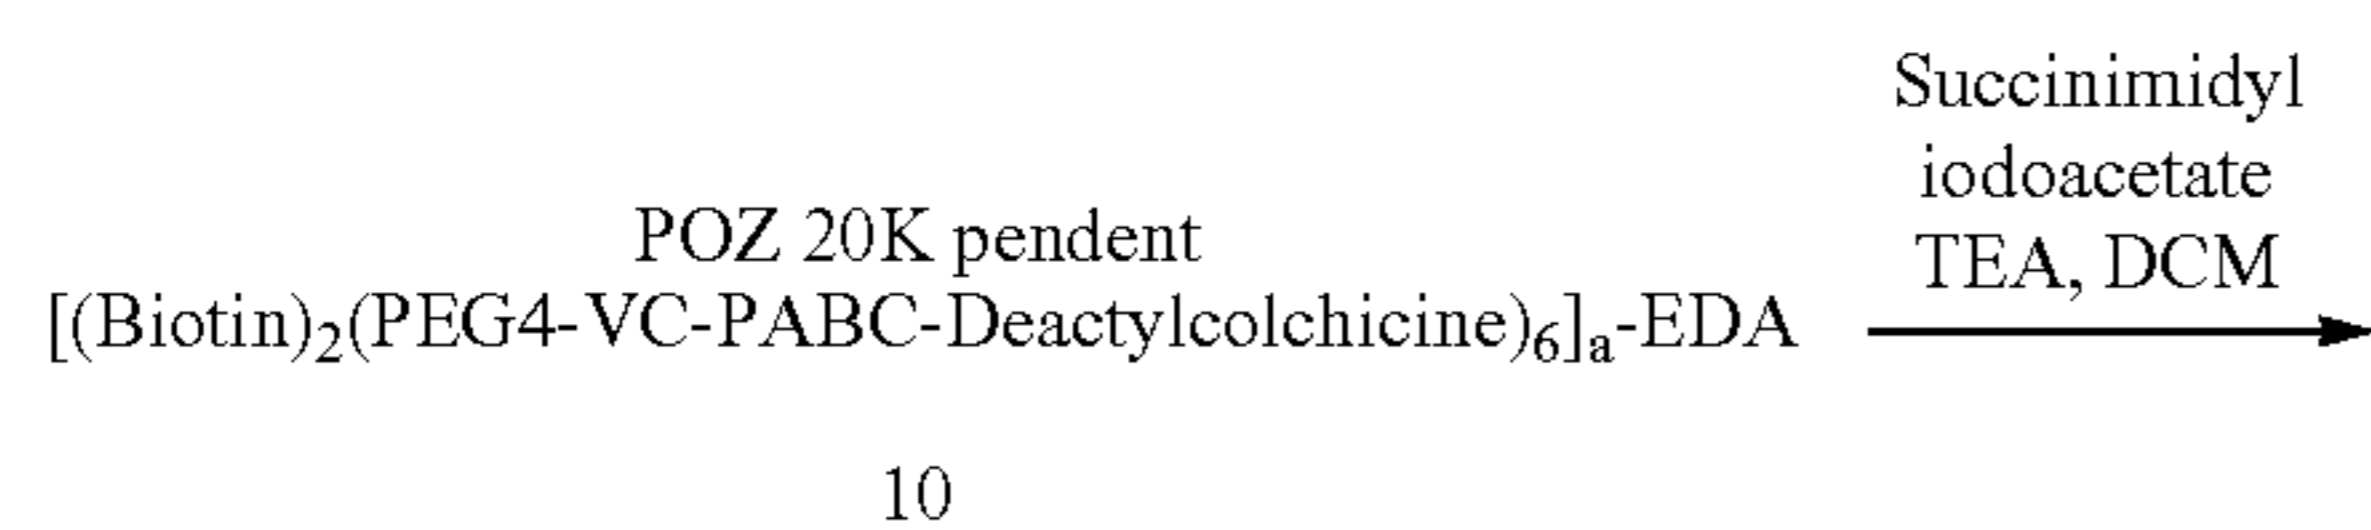 Succinimidyl
iodoacetate
TEA, DCM
POZ 20K pendent
[(Biotin)₂(PEG4-VC-PABC-Deactylcolchicine)₆]ₐ-EDA
10